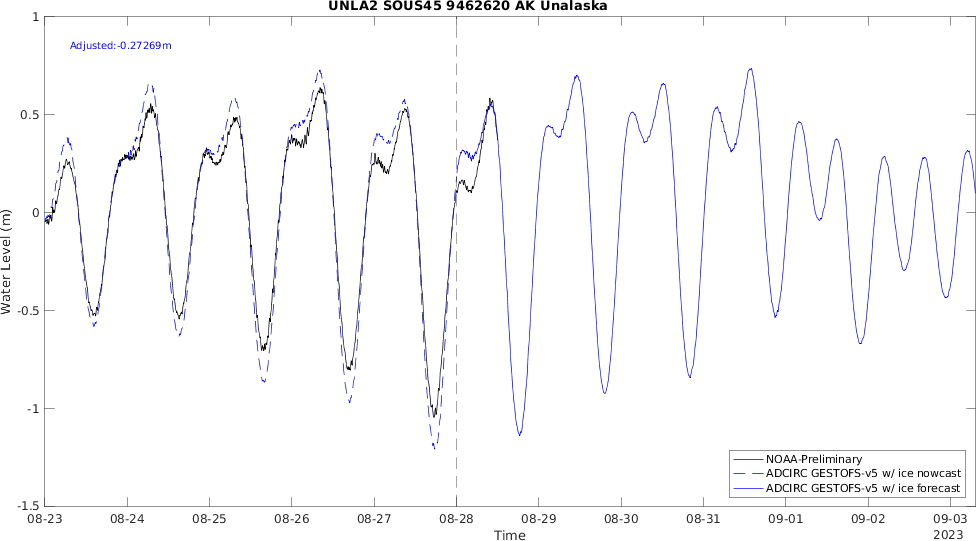 UNLA2 SOUS45 9462620 AK Unalaska
Adjusted:-0.27269m
Water Level (m)
1
0.5
0
-0.5
-1
-1.5
NOAA-Preliminary
ADCIRC GESTOFS-v5 w/ ice nowcast
ADCIRC GESTOFS-v5 w/ ice forecast
08-23 08-24 08-25 08-26 08-27 08-28 08-29 08-30 08-31 09-01 09-02 09-03
Time
2023